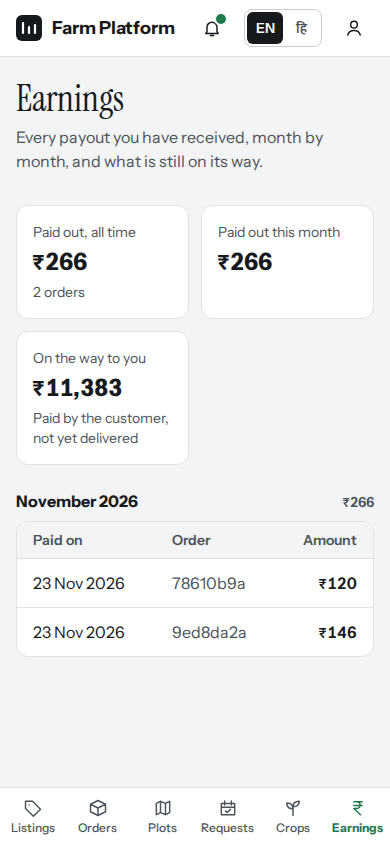 Farm Platform
EN
हि
Earnings
Every payout you have received, month by
month, and what is still on its way.
Paid out, all time
₹266
2 orders
Paid out this month
₹266
On the way to you
₹11,383
Paid by the customer,
not yet delivered
November 2026 ₹266
Paid on Order Amount
23 Nov 2026 78610b9a ₹120
23 Nov 2026 9ed8da2a ₹146
Listings Orders Plots Requests Crops Earnings